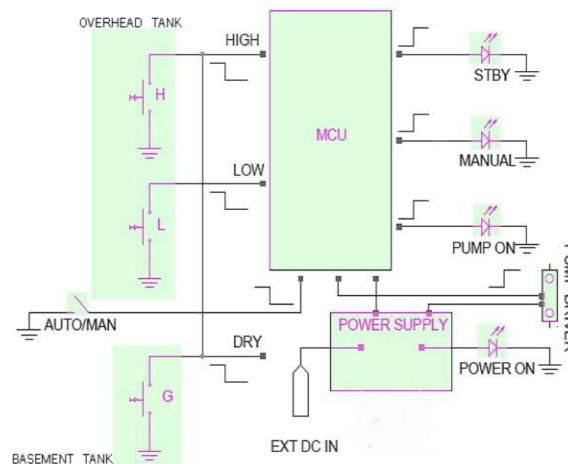 OVERHEAD TANK
HIGH
H
STBY
MCU
LOW
MANUAL
L
PUMP ON
AUTO/MAN
POWER SUPPLY
DRY
DRIVER
POWER ON
G
EXT DC IN
BASEMENT TANK